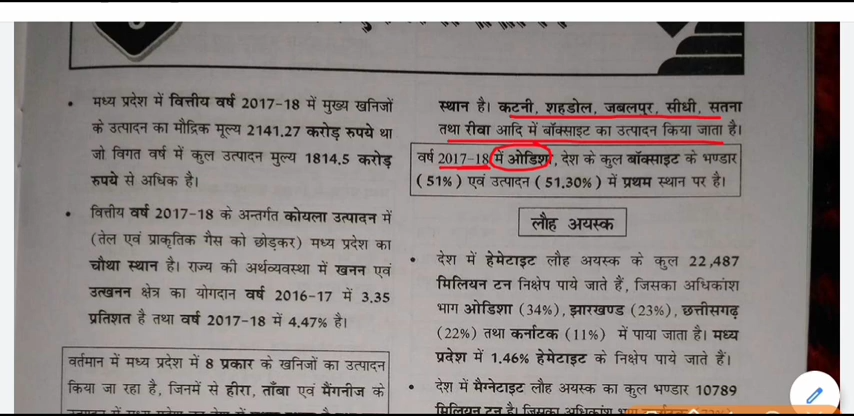 • मध्य प्रदेश में वित्तीय वर्ष 2017-18 में मुख्य खनिजों
के उत्पादन का मौद्रिक मूल्य 2141.27 करोड़ रुपये था
जो विगत वर्ष में कुल उत्पादन मुल्य 1814.5 करोड़
रुपये से अधिक है।
• वित्तीय वर्ष 2017-18 के अन्तर्गत कोयला उत्पादन में
(तेल एवं प्राकृतिक गैस को छोड़कर) मध्य प्रदेश का
चौथा स्थान है। राज्य की अर्थव्यवस्था में खनन एवं
उत्खनन क्षेत्र का योगदान वर्ष 2016-17 में 3.35
प्रतिशत है तथा वर्ष 2017-18 में 4.47% है।
वर्तमान में मध्य प्रदेश में 8 प्रकार के खनिजों का उत्पादन
किया जा रहा है, जिनमें से हीरा, ताँबा एवं मैंगनीज के
स्थान है। कटनी, शहडोल, जबलपुर, सीधी, सतना
तथा रीवा आदि में बॉक्साइट का उत्पादन किया जाता है।
वर्ष 2017-18 में ओडिशा, देश के कुल बॉक्साइट के भण्डार
(51%) एवं उत्पादन (51.30%) में प्रथम स्थान पर है।
लौह अयस्क
• देश में हेमेटाइट लौह अयस्क के कुल 22,487
मिलियन टन निक्षेप पाये जाते हैं, जिसका अधिकांश
भाग ओडिशा (34%), झारखण्ड (23%), छत्तीसगढ़
(22%) तथा कर्नाटक (11%) में पाया जाता है। मध्य
प्रदेश में 1.46% हेमेटाइट के निक्षेप पाये जाते हैं।
• देश में मैग्नेटाइट लौह अयस्क का कुल भण्डार 10789
मिलियन टन है। जिसका अधिकांश